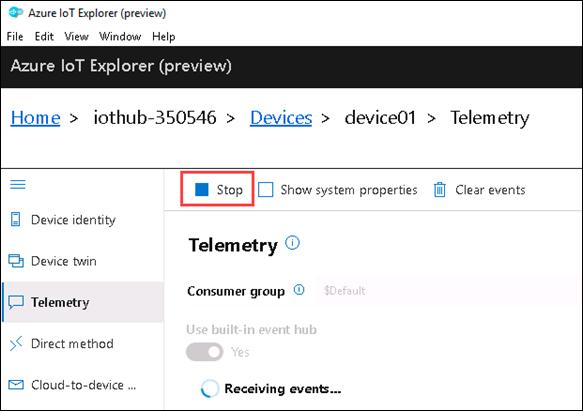 Azure IoT Explorer (preview)
File Edit View Window Help
Azure IoT Explorer (preview)
Home > iothub-350546 > Devices > device01 > Telemetry
Stop Show system properties Clear events
Device identity
Device twin
Telemetry
Direct method
Cloud-to-device ...
Telemetry
Consumer group $Default
Use built-in event hub
Yes
Receiving events...